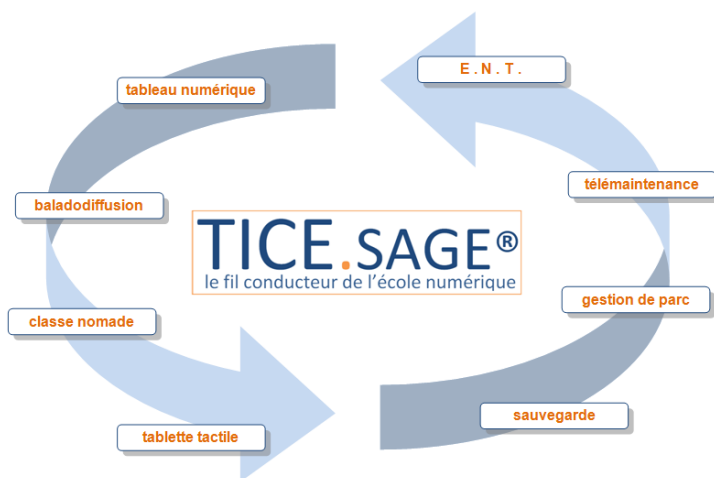 E . N . T .
tableau numérique
télémaintenance
baladodiffusion
TICE.SAGE®
le fil conducteur de l'école numérique
gestion de parc
classe nomade
sauvegarde
tablette tactile